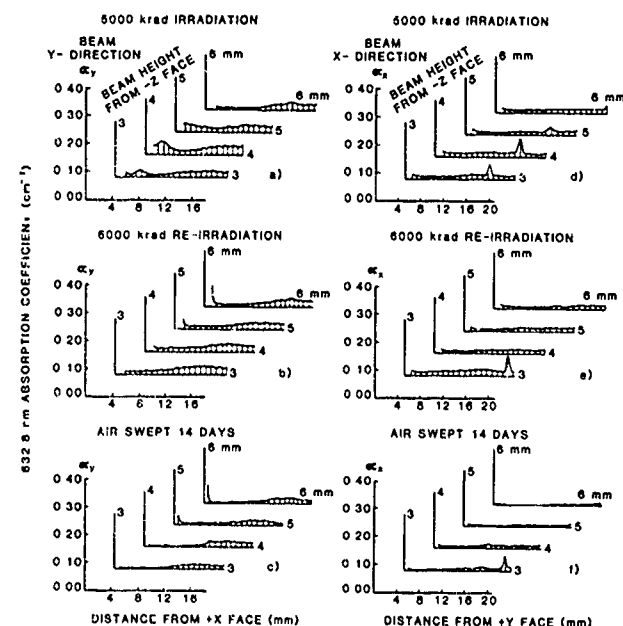 5000 krad IRRADIATION
BEAM
Y- DIRECTION
αy
BEAM HEIGHT
FROM -Z FACE
6 mm
5
4
3
0 40
0 30
0 20
0 10
0 00
6 mm
5
4
3
a)
4 8 12 16
5000 krad IRRADIATION
BEAM
X- DIRECTION
αx
BEAM HEIGHT
FROM -Z FACE
6 mm
5
4
3
0 40
0 30
0 20
0 10
0 00
6 mm
5
4
3
d)
4 8 12 16 20
6000 krad RE-IRRADIATION
αy
6 mm
5
4
3
0 40
0 30
0 20
0 10
0 00
6 mm
5
4
3
b)
4 8 12 16
6000 krad RE-IRRADIATION
αx
6 mm
5
4
3
0 40
0 30
0 20
0 10
0 00
6 mm
5
4
3
e)
4 8 12 16 20
AIR SWEPT 14 DAYS
αy
6 mm
5
4
3
0 40
0 30
0 20
0 10
0 00
6 mm
5
4
3
c)
4 8 12 16
AIR SWEPT 14 DAYS
αx
6 mm
5
4
3
0 40
0 30
0 20
0 10
0 00
6 mm
5
4
3
f)
4 8 12 16 20
632 8 nm ABSORPTION COEFFICIENT (cm⁻¹)
DISTANCE FROM +X FACE (mm)
DISTANCE FROM +Y FACE (mm)